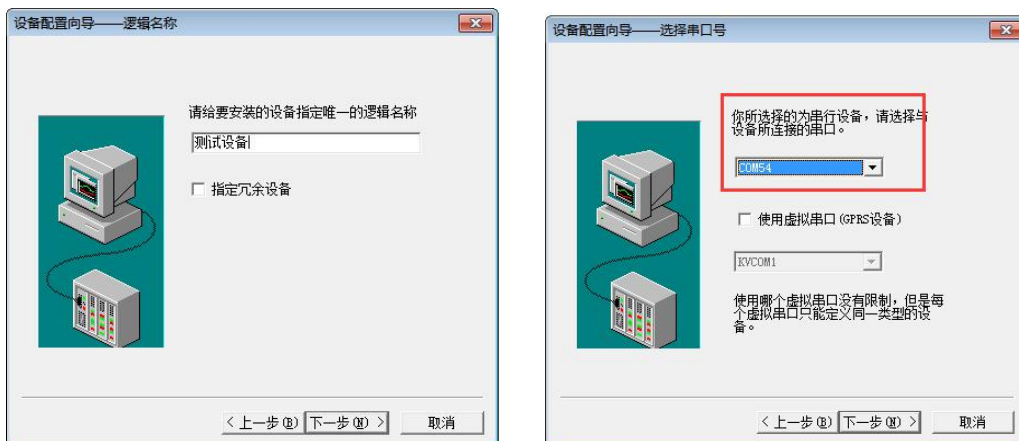 设备配置向导——逻辑名称
请给要安装的设备指定唯一的逻辑名称
测试设备
指定冗余设备
<上一步(B) 下一步(N) > 取消
设备配置向导——选择串口号
你所选择的为串行设备，请选择与
设备所连接的串口。
COM54
使用虚拟串口(GPRS设备)
KVCOM1
使用哪个虚拟串口没有限制，但是每
个虚拟串口只能定义同一类型的设
备。
<上一步(B) 下一步(N) > 取消